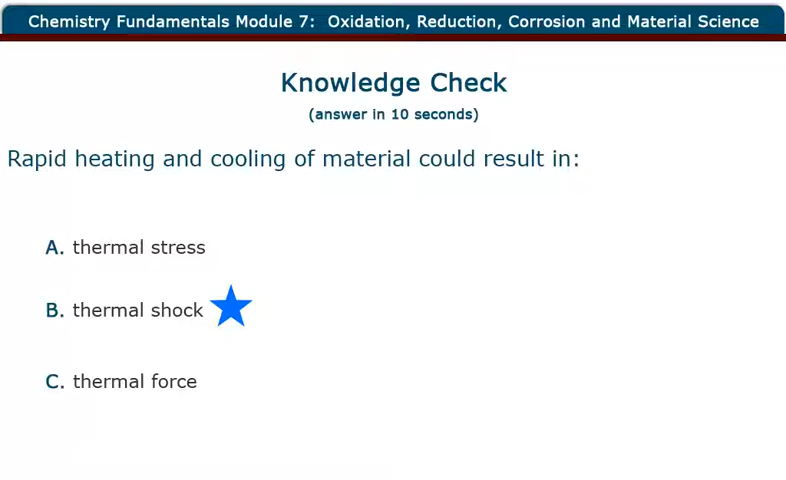 Chemistry Fundamentals Module 7: Oxidation, Reduction, Corrosion and Material Science
Knowledge Check
(answer in 10 seconds)
Rapid heating and cooling of material could result in:
A. thermal stress
B. thermal shock
C. thermal force